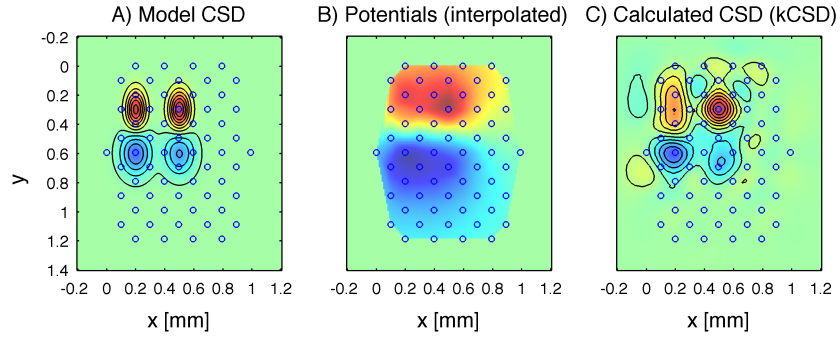 A) Model CSD
B) Potentials (interpolated)
C) Calculated CSD (kCSD)
-0.2
0
0.2
0.4
0.6
0.8
1
1.2
1.4
y
-0.2 0 0.2 0.4 0.6 0.8 1 1.2
-0.2 0 0.2 0.4 0.6 0.8 1 1.2
-0.2 0 0.2 0.4 0.6 0.8 1 1.2
x [mm]
x [mm]
x [mm]